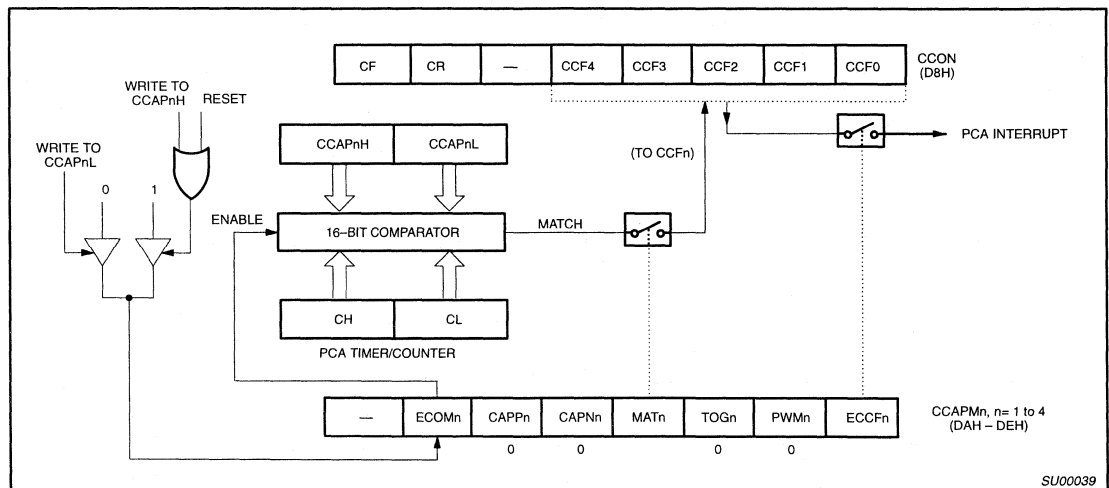 CF CR — CCF4 CCF3 CCF2 CCF1 CCF0
CCON
(D8H)
WRITE TO
CCAPnH
RESET
WRITE TO
CCAPnL
0 1
CCAPnH CCAPnL
(TO CCFn)
PCA INTERRUPT
ENABLE
16–BIT COMPARATOR
MATCH
CH CL
PCA TIMER/COUNTER
— ECOMn CAPPn CAPNn MATn TOGn PWMn ECCFn
CCAPMn, n= 1 to 4
(DAH – DEH)
0 0 0 0
SU00039